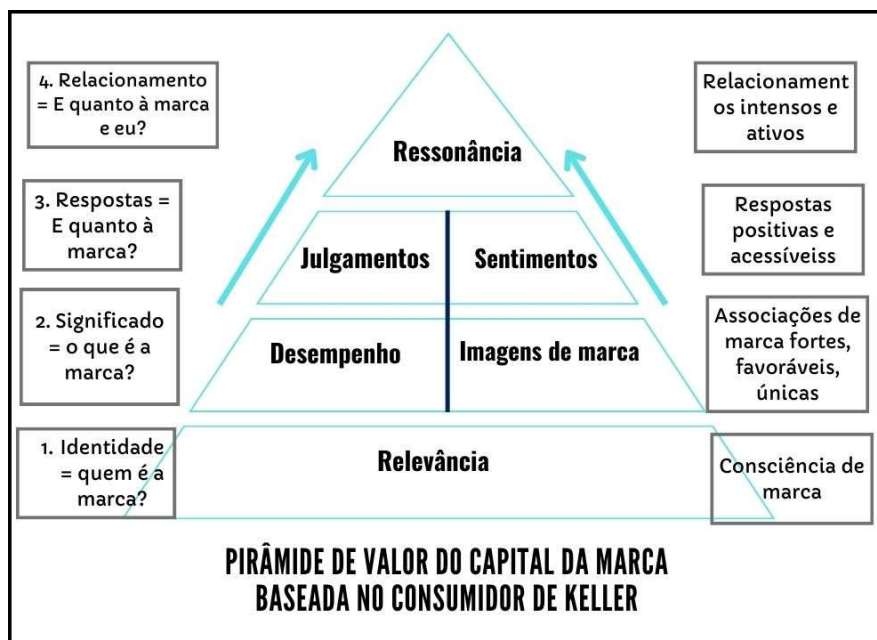 4. Relacionamento
= E quanto à marca
e eu?
Ressonância
Relacionament
os intensos e
ativos
3. Respostas =
E quanto à
marca?
Julgamentos
Sentimentos
Respostas
positivas e
acessíveiss
2. Significado
= o que é a
marca?
Desempenho
Imagens de marca
Associações de
marca fortes,
favoráveis,
únicas
1. Identidade
= quem é a
marca?
Relevância
Consciência de
marca
PIRÂMIDE DE VALOR DO CAPITAL DA MARCA
BASEADA NO CONSUMIDOR DE KELLER